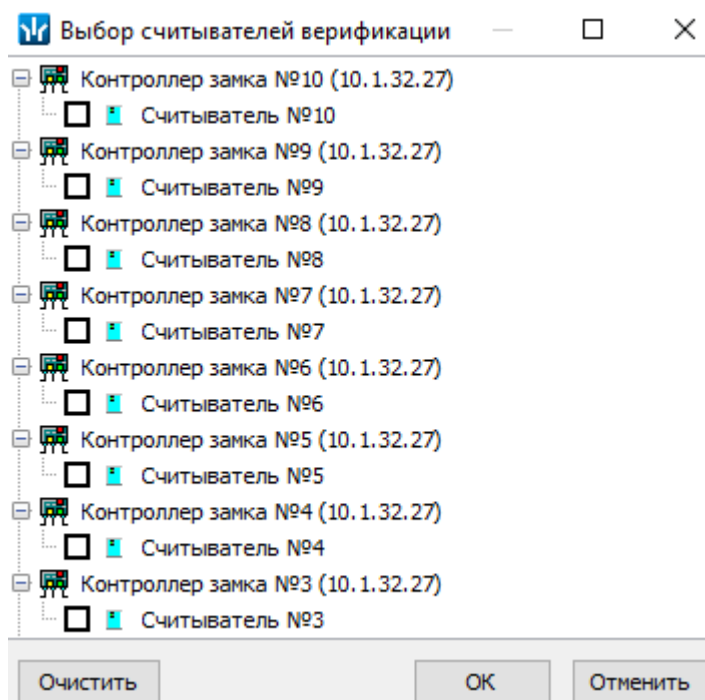 Выбор считывателей верификации
Контроллер замка №10 (10.1.32.27)
Считыватель №10
Контроллер замка №9 (10.1.32.27)
Считыватель №9
Контроллер замка №8 (10.1.32.27)
Считыватель №8
Контроллер замка №7 (10.1.32.27)
Считыватель №7
Контроллер замка №6 (10.1.32.27)
Считыватель №6
Контроллер замка №5 (10.1.32.27)
Считыватель №5
Контроллер замка №4 (10.1.32.27)
Считыватель №4
Контроллер замка №3 (10.1.32.27)
Считыватель №3
Очистить ОК Отменить